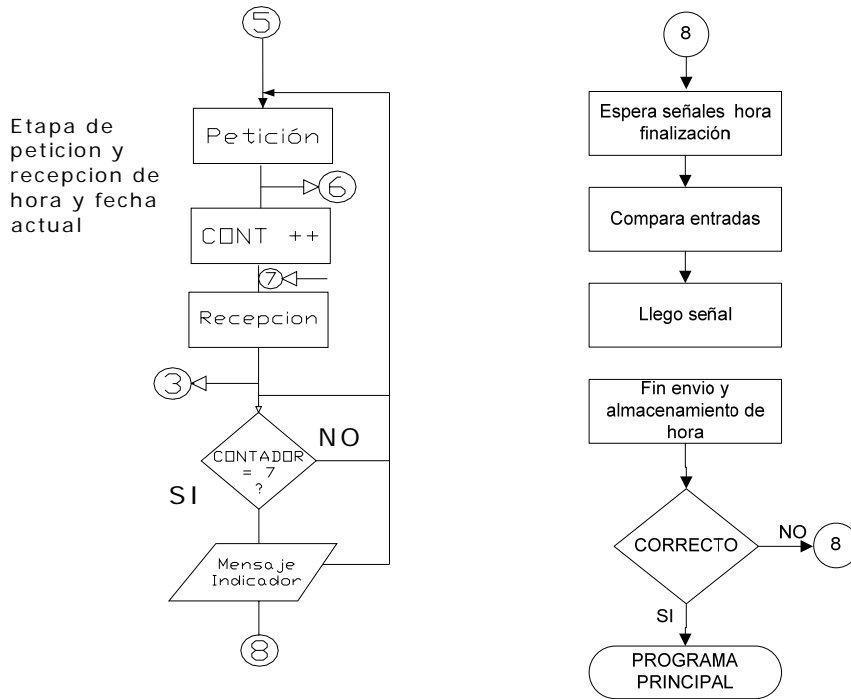 5
Etapa de
peticion y
recepcion de
hora y fecha
actual
Petición
6
CONT ++
7
Recepcion
3
NO
CONTADOR
= 7
?
SI
Mensaje
Indicador
8
8
Espera señales hora
finalización
Compara entradas
Llego señal
Fin envio y
almacenamiento de
hora
CORRECTO
NO
8
SI
PROGRAMA
PRINCIPAL